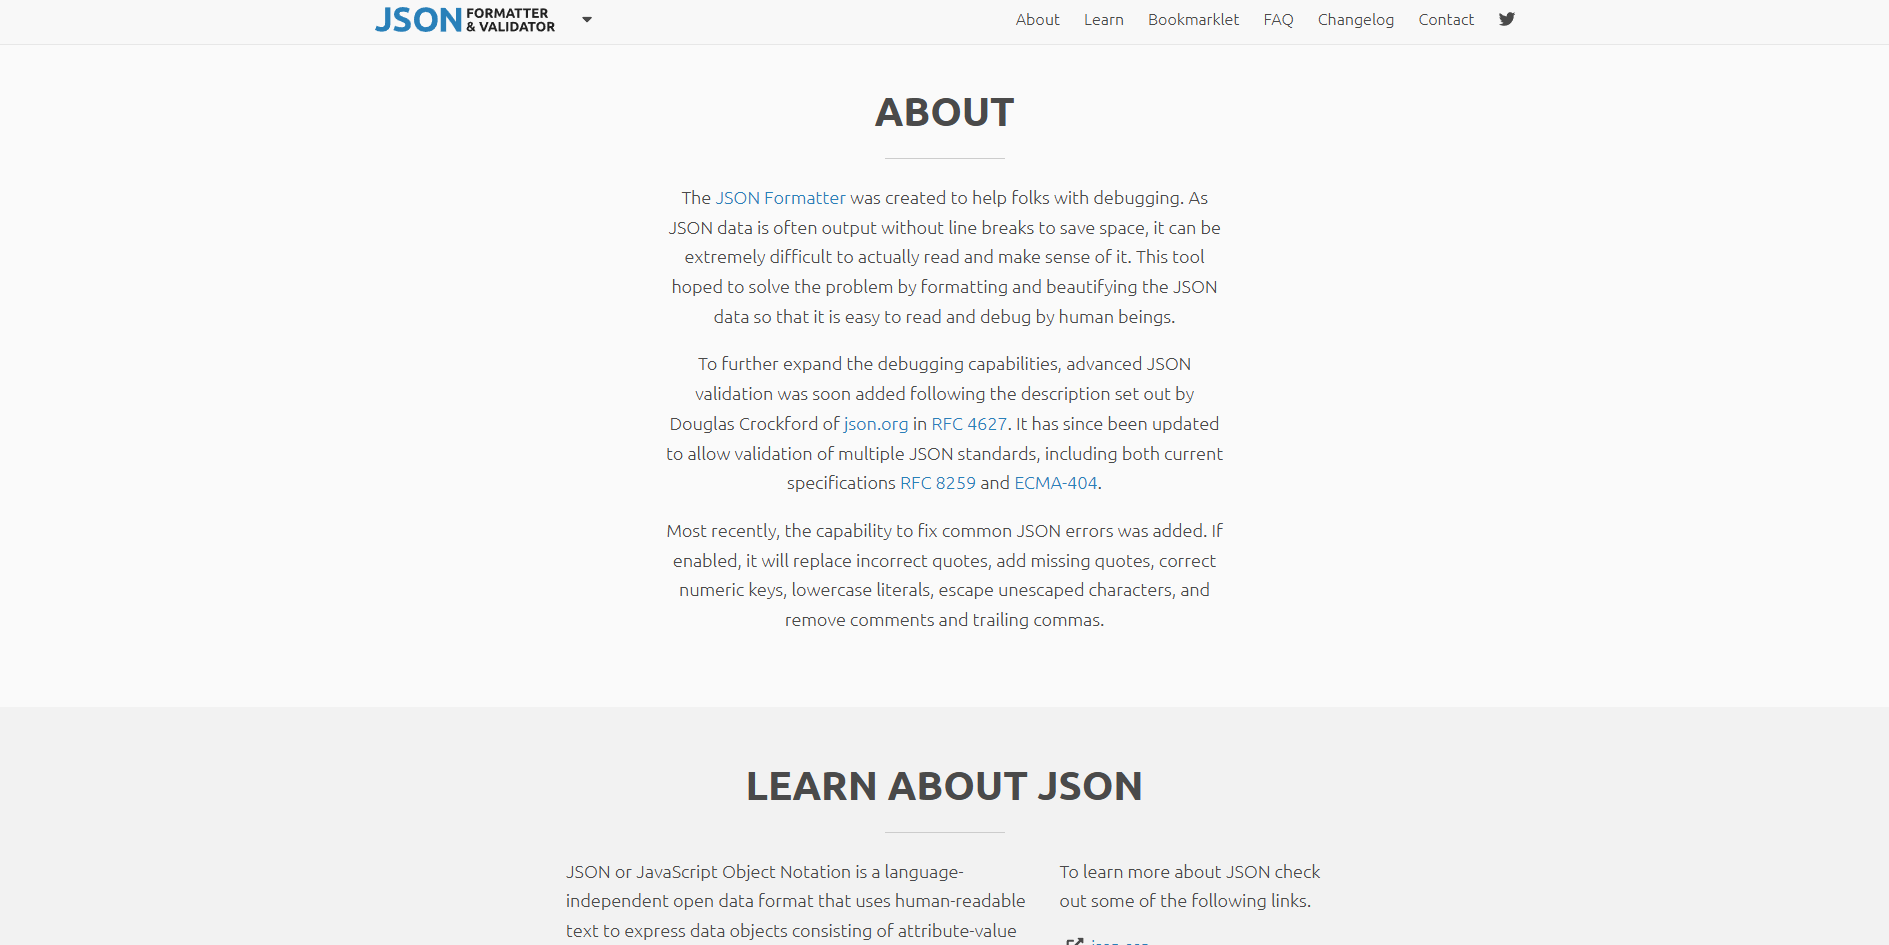 JSON FORMATTER & VALIDATOR
About Learn Bookmarklet FAQ Changelog Contact
ABOUT
The JSON Formatter was created to help folks with debugging. As
JSON data is often output without line breaks to save space, it can be
extremely difficult to actually read and make sense of it. This tool
hoped to solve the problem by formatting and beautifying the JSON
data so that it is easy to read and debug by human beings.
To further expand the debugging capabilities, advanced JSON
validation was soon added following the description set out by
Douglas Crockford of json.org in RFC 4627. It has since been updated
to allow validation of multiple JSON standards, including both current
specifications RFC 8259 and ECMA-404.
Most recently, the capability to fix common JSON errors was added. If
enabled, it will replace incorrect quotes, add missing quotes, correct
numeric keys, lowercase literals, escape unescaped characters, and
remove comments and trailing commas.
LEARN ABOUT JSON
JSON or JavaScript Object Notation is a language-
independent open data format that uses human-readable
text to express data objects consisting of attribute-value
To learn more about JSON check
out some of the following links.